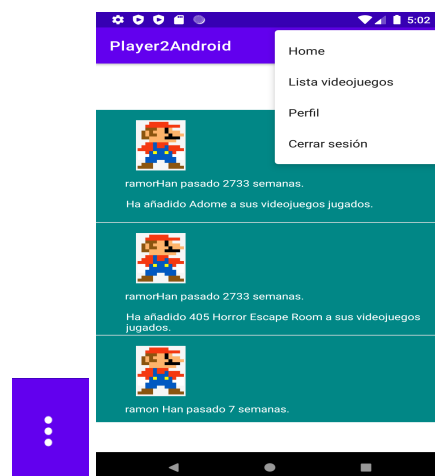 5:02
Player2Android
Home
Lista videojuegos
Perfil
Cerrar sesión
ramorHan pasado 2733 semanas.
Ha añadido Adome a sus videojuegos jugados.
ramorHan pasado 2733 semanas.
Ha añadido 405 Horror Escape Room a sus videojuegos
jugados.
ramon Han pasado 7 semanas.